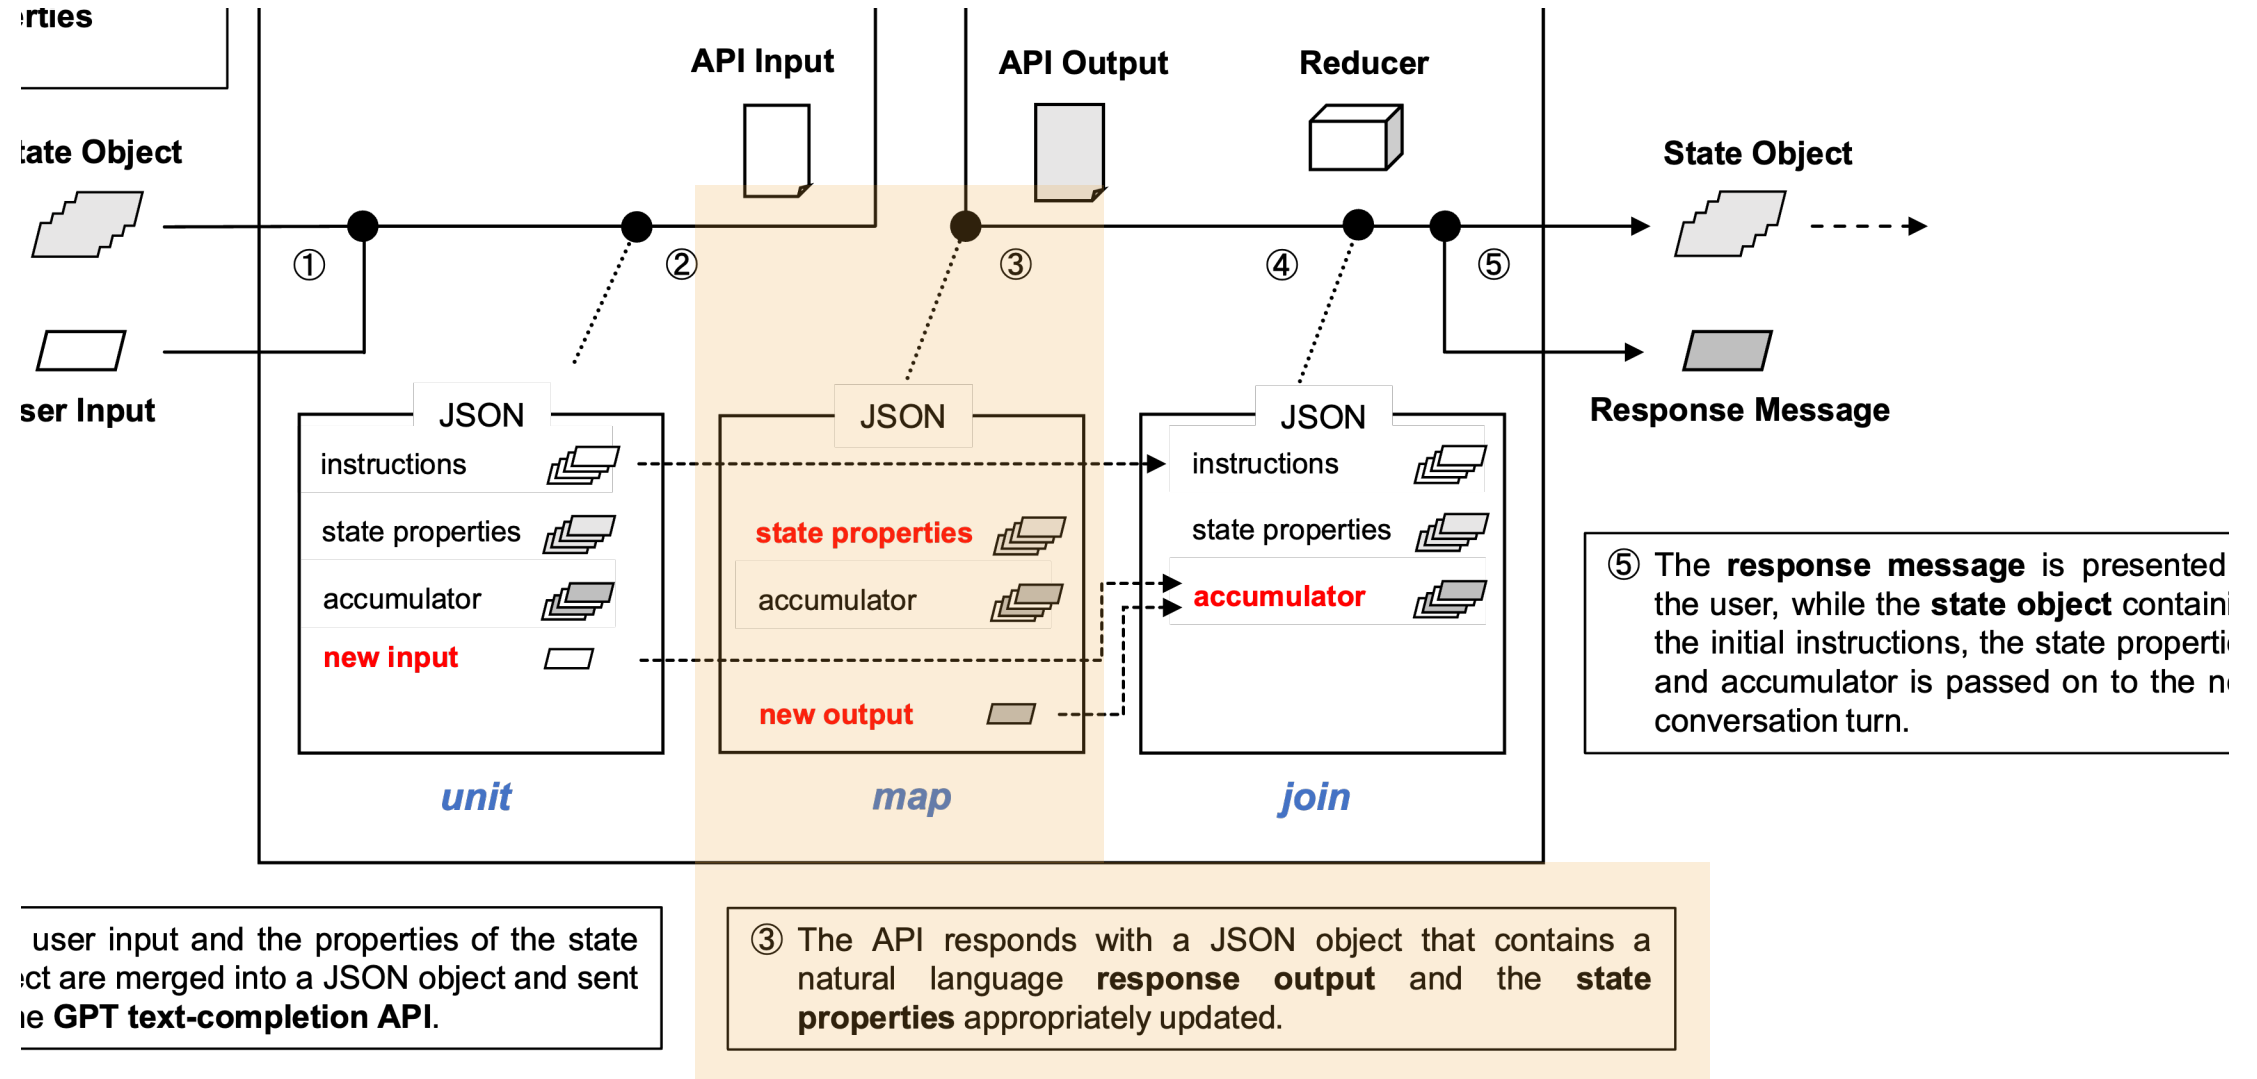 erties
API Input
API Output
Reducer
tate Object
State Object
①
②
③
④
⑤
ser Input
Response Message
JSON
instructions
state properties
accumulator
new input
unit
JSON
state properties
accumulator
new output
map
JSON
instructions
state properties
accumulator
join
⑤ The response message is presented
the user, while the state object containi
the initial instructions, the state properti
and accumulator is passed on to the n
conversation turn.
user input and the properties of the state
ect are merged into a JSON object and sent
ne GPT text-completion API.
③ The API responds with a JSON object that contains a
natural language response output and the state
properties appropriately updated.